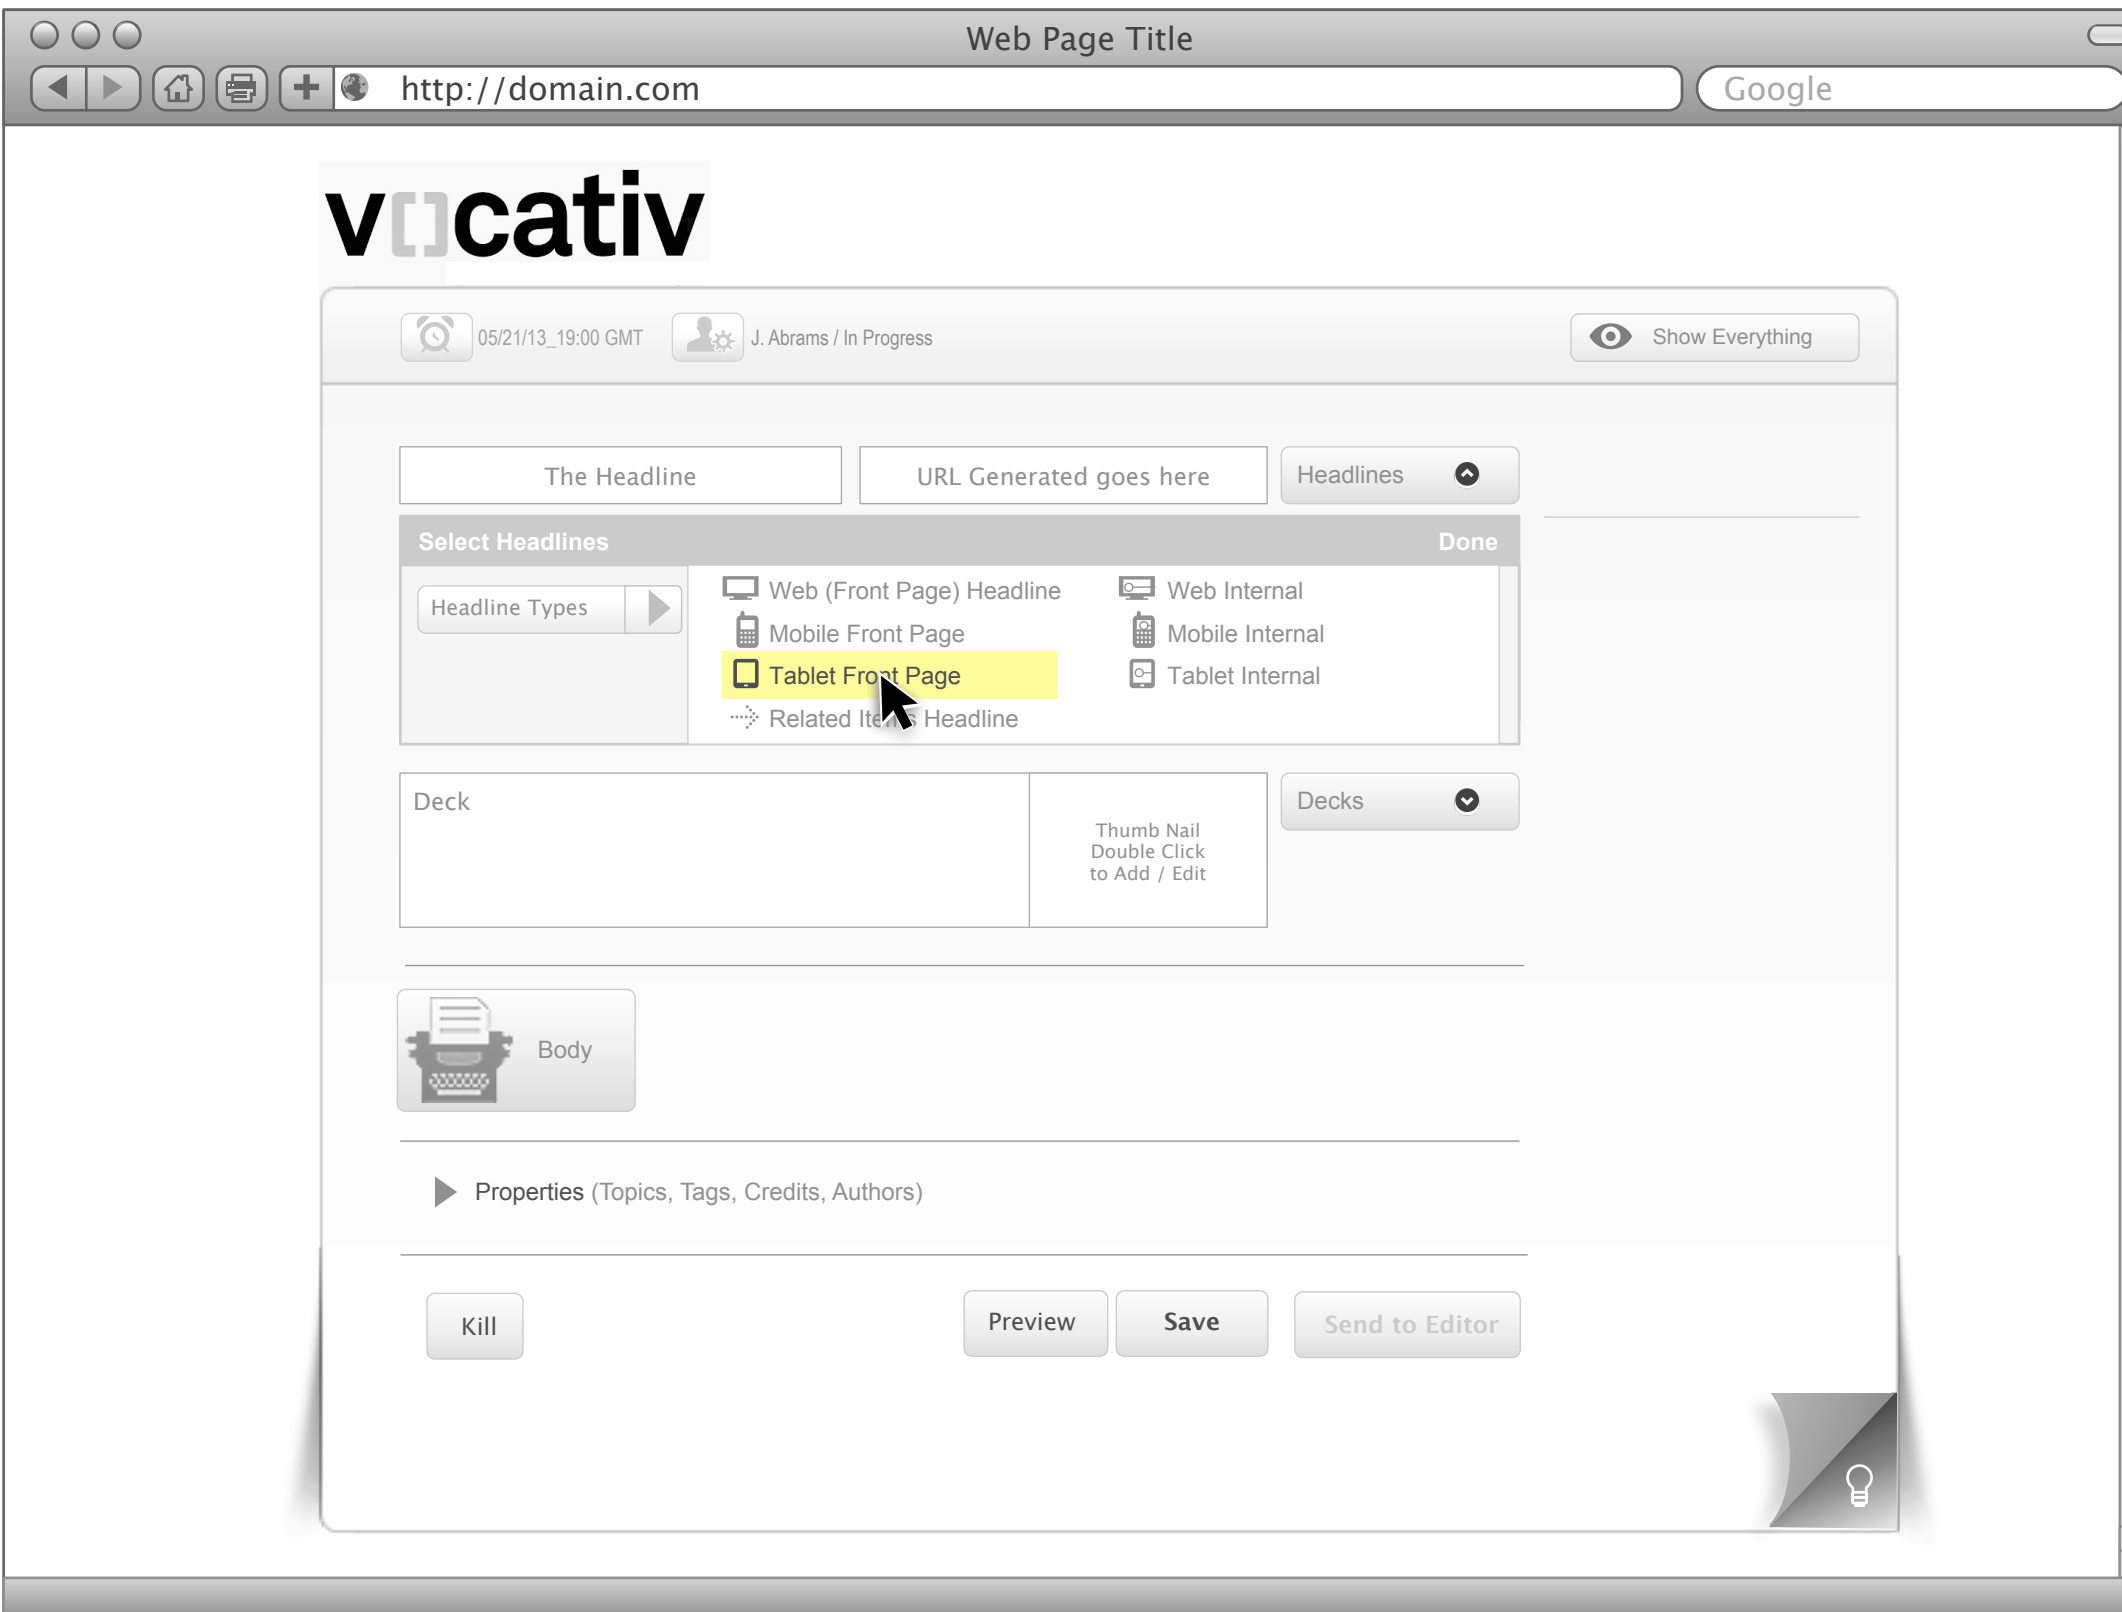 Web Page Title
http://domain.com
Google
v[]cativ
05/21/13_19:00 GMT
J. Abrams / In Progress
Show Everything
The Headline
URL Generated goes here
Headlines
Select Headlines
Done
Headline Types
Web (Front Page) Headline
Web Internal
Mobile Front Page
Mobile Internal
Tablet Front Page
Tablet Internal
Related Items Headline
Deck
Thumb Nail
Double Click
to Add / Edit
Decks
Body
Properties (Topics, Tags, Credits, Authors)
Kill
Preview
Save
Send to Editor